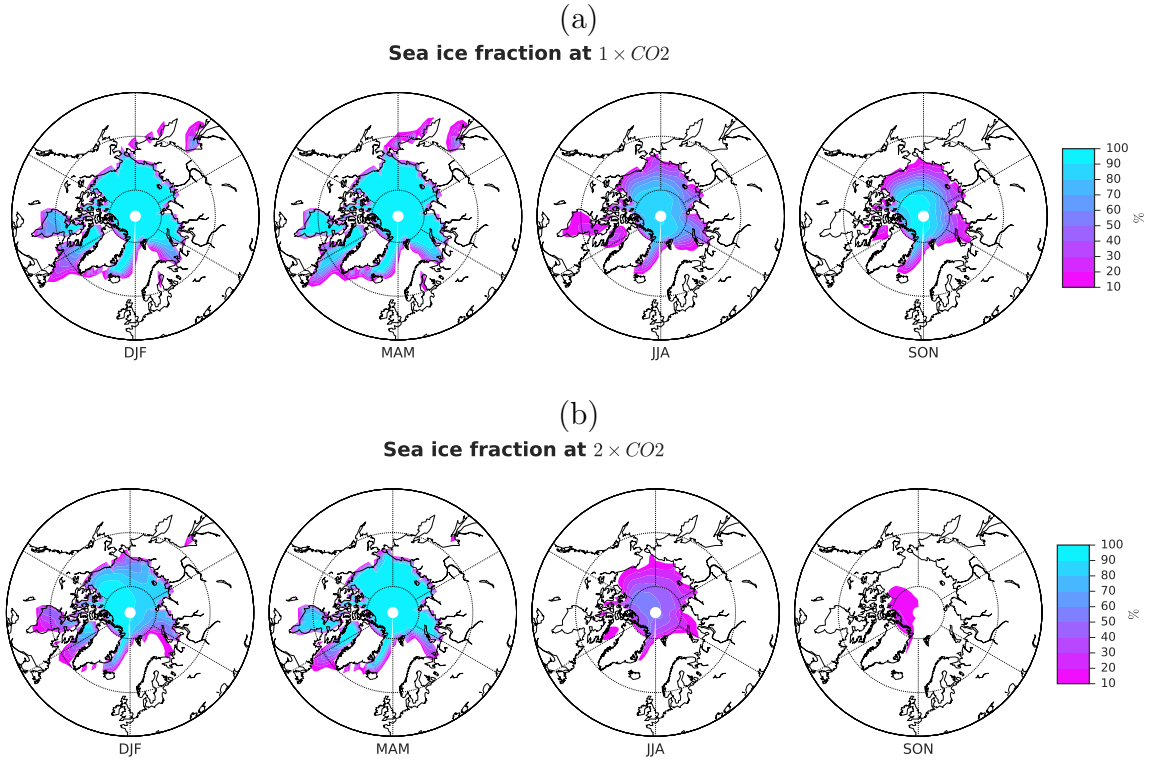 (a)
Sea ice fraction at 1 × CO2
DJF
MAM
JJA
SON
100
90
80
70
60
50
40
30
20
10
%
(b)
Sea ice fraction at 2 × CO2
DJF
MAM
JJA
SON
100
90
80
70
60
50
40
30
20
10
%